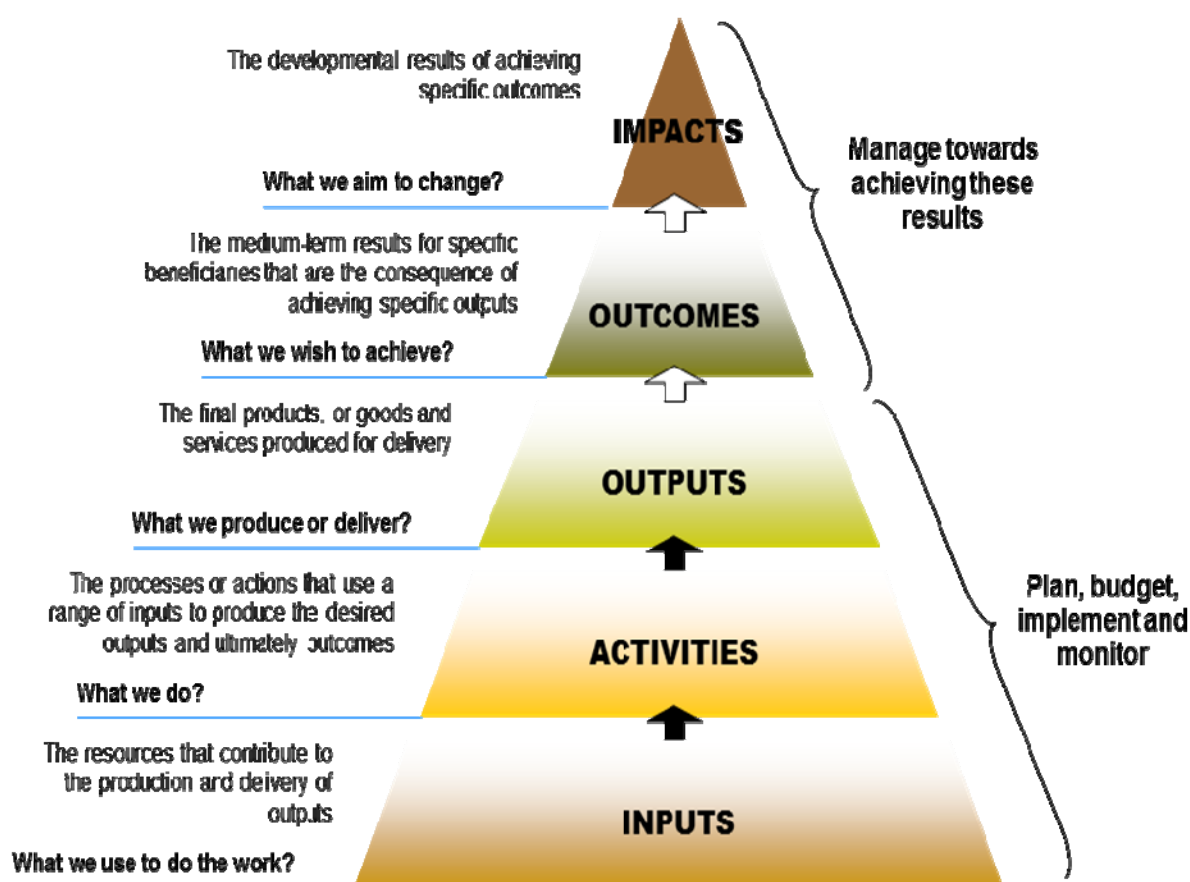 The developmental results of achieving
specific outcomes
IMPACTS
What we aim to change?
Manage towards
achieving these
results
The medium-term results for specific
beneficiaries that are the consequence of
achieving specific outputs
OUTCOMES
What we wish to achieve?
The final products, or goods and
services produced for delivery
OUTPUTS
What we produce or deliver?
The processes or actions that use a
range of inputs to produce the desired
outputs and ultimately outcomes
ACTIVITIES
Plan, budget,
implement and
monitor
What we do?
The resources that contribute to
the production and delivery of
outputs
INPUTS
What we use to do the work?